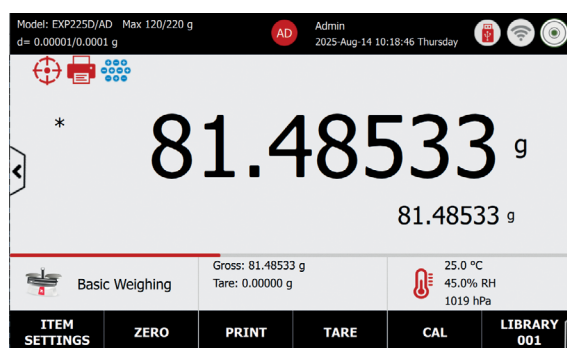 Model: EXP225D/AD Max 120/220 g
d= 0.00001/0.0001 g
AD
Admin
2025-Aug-14 10:18:46 Thursday
*
81.48533 g
81.48533 g
Basic Weighing
Gross: 81.48533 g
Tare: 0.00000 g
25.0 °C
45.0% RH
1019 hPa
ITEM SETTINGS
ZERO
PRINT
TARE
CAL
LIBRARY 001